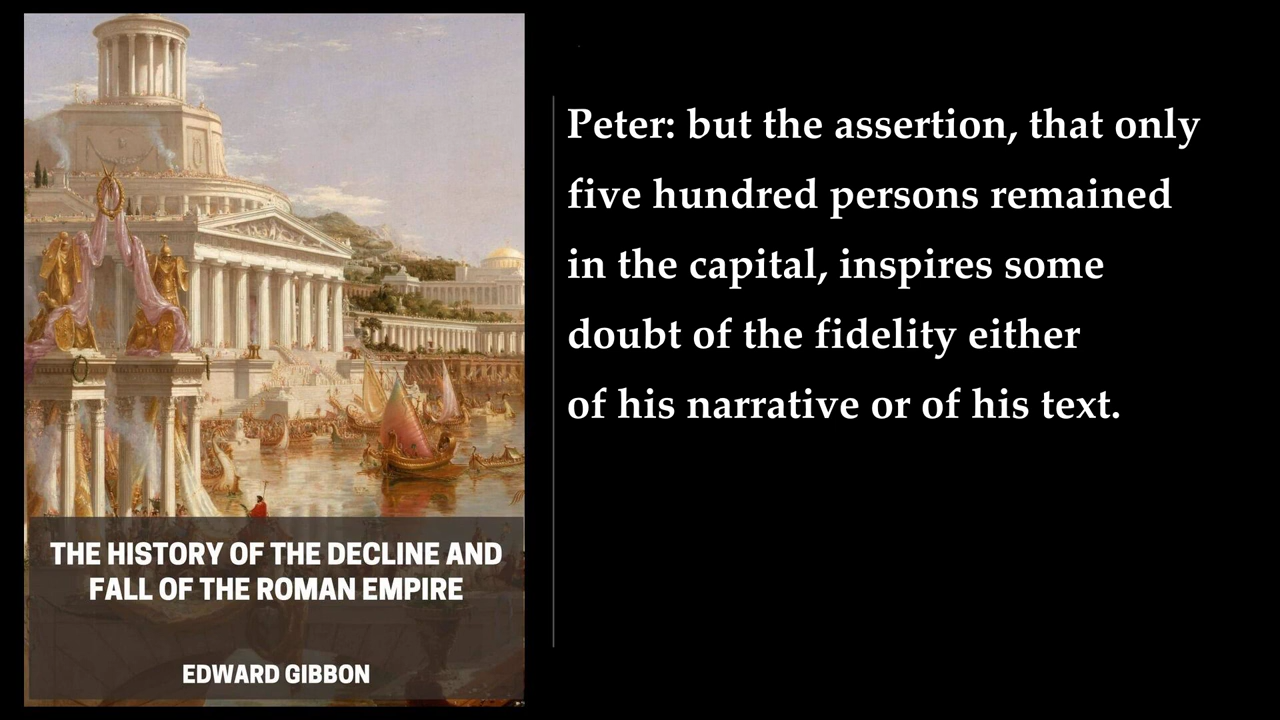 THE HISTORY OF THE DECLINE AND
FALL OF THE ROMAN EMPIRE
EDWARD GIBBON
Peter: but the assertion, that only
five hundred persons remained
in the capital, inspires some
doubt of the fidelity either
of his narrative or of his text.